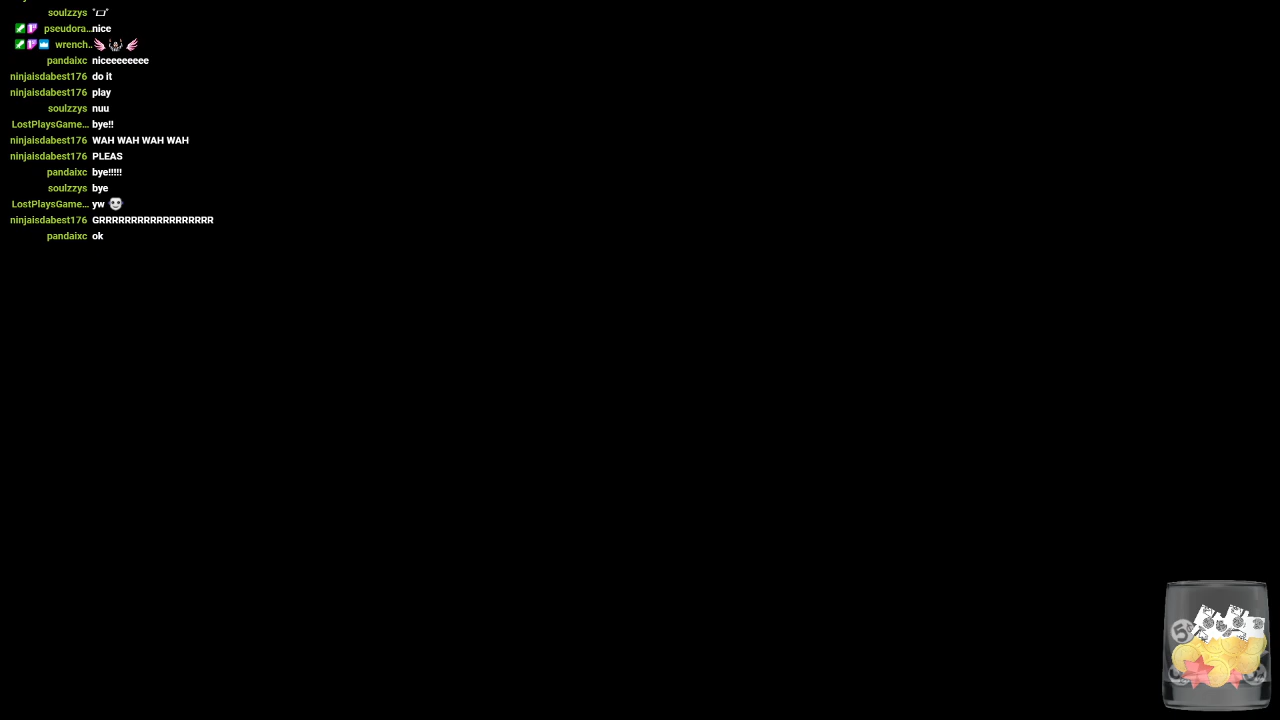 soulzzys
pseudora... nice
wrench..
pandaixc niceeeeeeee
ninjaisdabest176 do it
ninjaisdabest176 play
soulzzys nuu
LostPlaysGame... bye!!
ninjaisdabest176 WAH WAH WAH WAH
ninjaisdabest176 PLEAS
pandaixc bye!!!!!
soulzzys bye
LostPlaysGame... yw
ninjaisdabest176 GRRRRRRRRRRRRRRRRRR
pandaixc ok
5